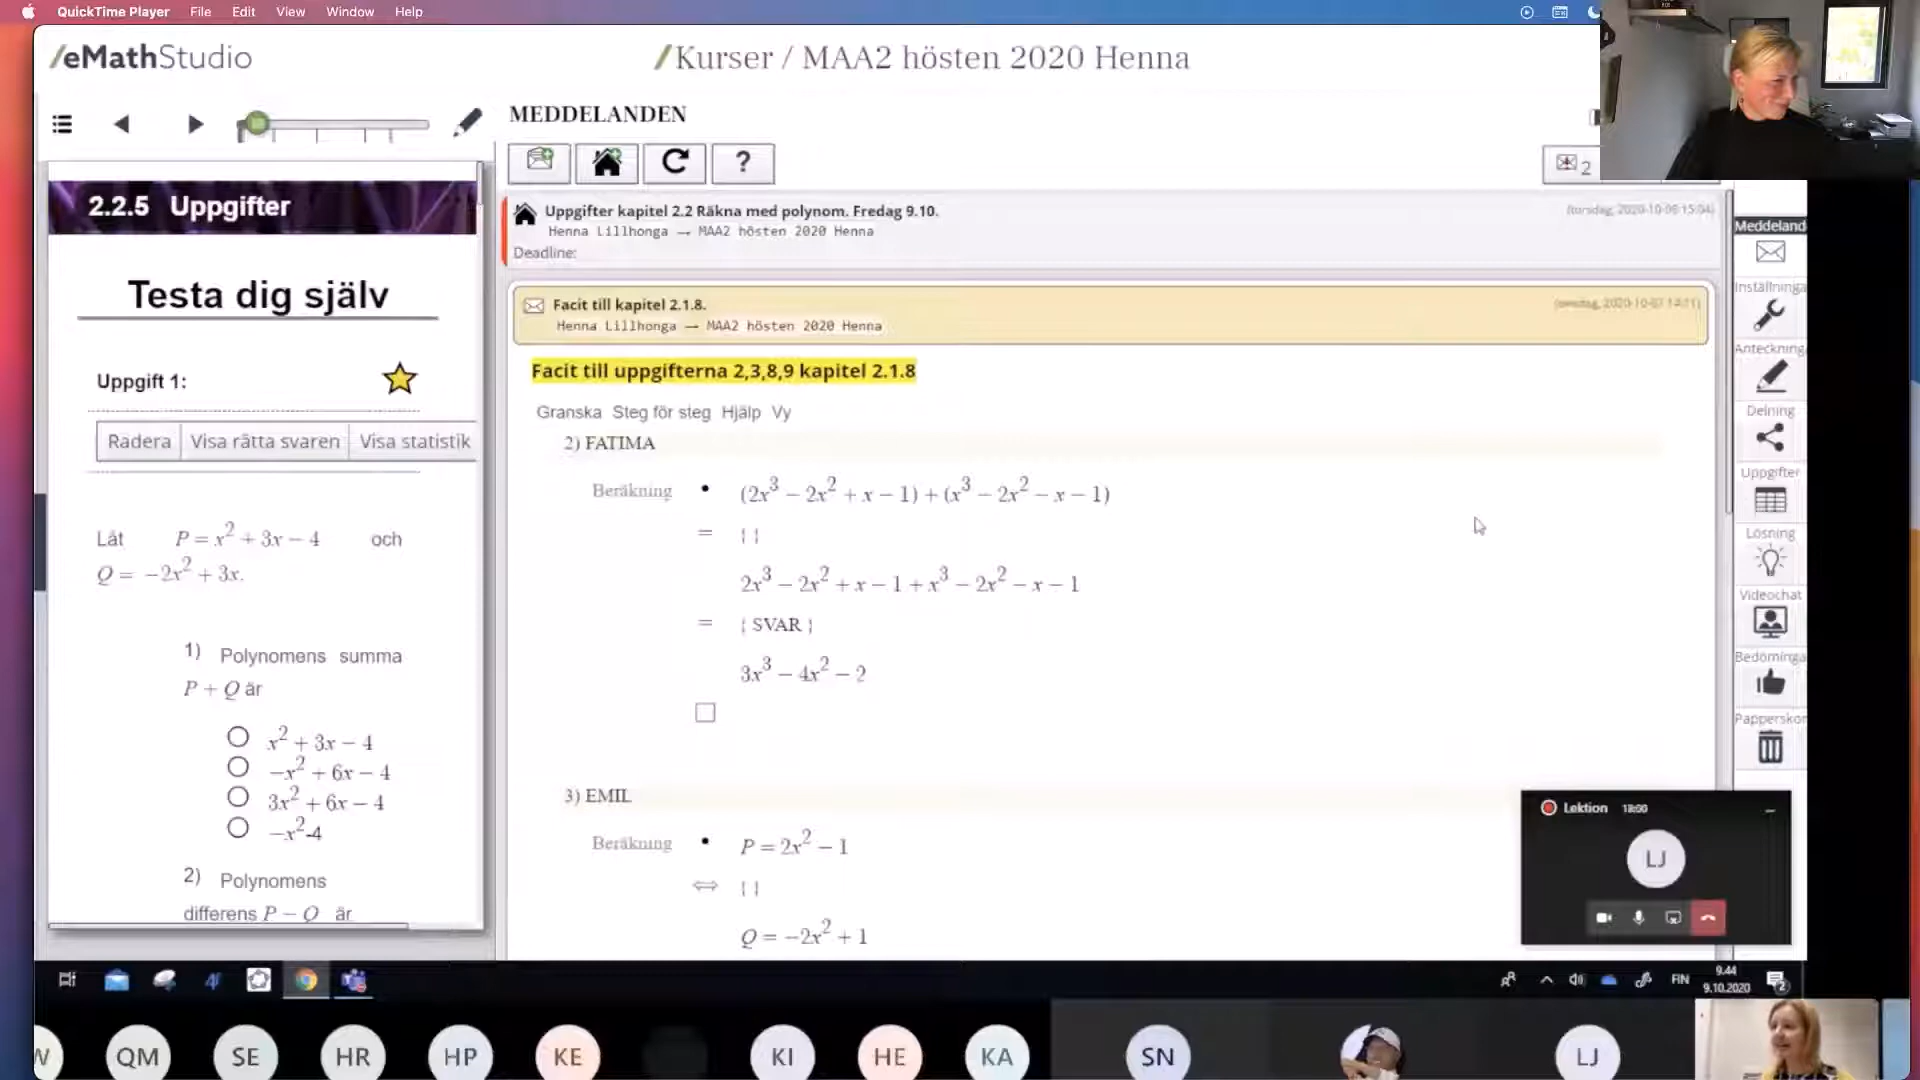 QuickTime Player File Edit View Window Help
/eMathStudio
/Kurser / MAA2 hösten 2020 Henna
MEDDELANDEN
?
2
2.2.5 Uppgifter
Testa dig själv
Uppgift 1:
Radera Visa rätta svaren Visa statistik
Låt P = x² + 3x − 4 och
Q = −2x² + 3x.
1) Polynomens summa
P + Q är
x² + 3x − 4
−x² + 6x − 4
3x² + 6x − 4
−x²-4
2) Polynomens
differens P − Q är
Uppgifter kapitel 2.2 Räkna med polynom. Fredag 9.10.
Henna Lillhonga → MAA2 hösten 2020 Henna
Deadline:
Facit till kapitel 2.1.8.
Henna Lillhonga → MAA2 hösten 2020 Henna
Facit till uppgifterna 2,3,8,9 kapitel 2.1.8
Granska Steg för steg Hjälp Vy
2) FATIMA
Beräkning • (2x³ − 2x² + x − 1) + (x³ − 2x² − x − 1)
= { }
2x³ − 2x² + x − 1 + x³ − 2x² − x − 1
= { SVAR }
3x³ − 4x² − 2
3) EMIL
Beräkning • P = 2x² − 1
⇔ { }
Q = −2x² + 1
Meddeland
Inställninga
Anteckning
Delning
Uppgifter
Lösning
Videochat
Bedöminga
Papperskor
Lektion 18:00
LJ
FIN
9.44
9.10.2020
2
W QM SE HR HP KE KI HE KA SN LJ